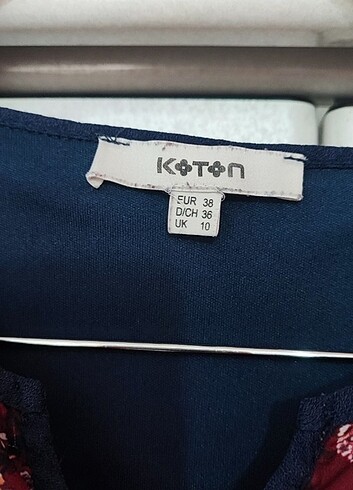 KOTON
EUR 38
D/CH 36
UK 10